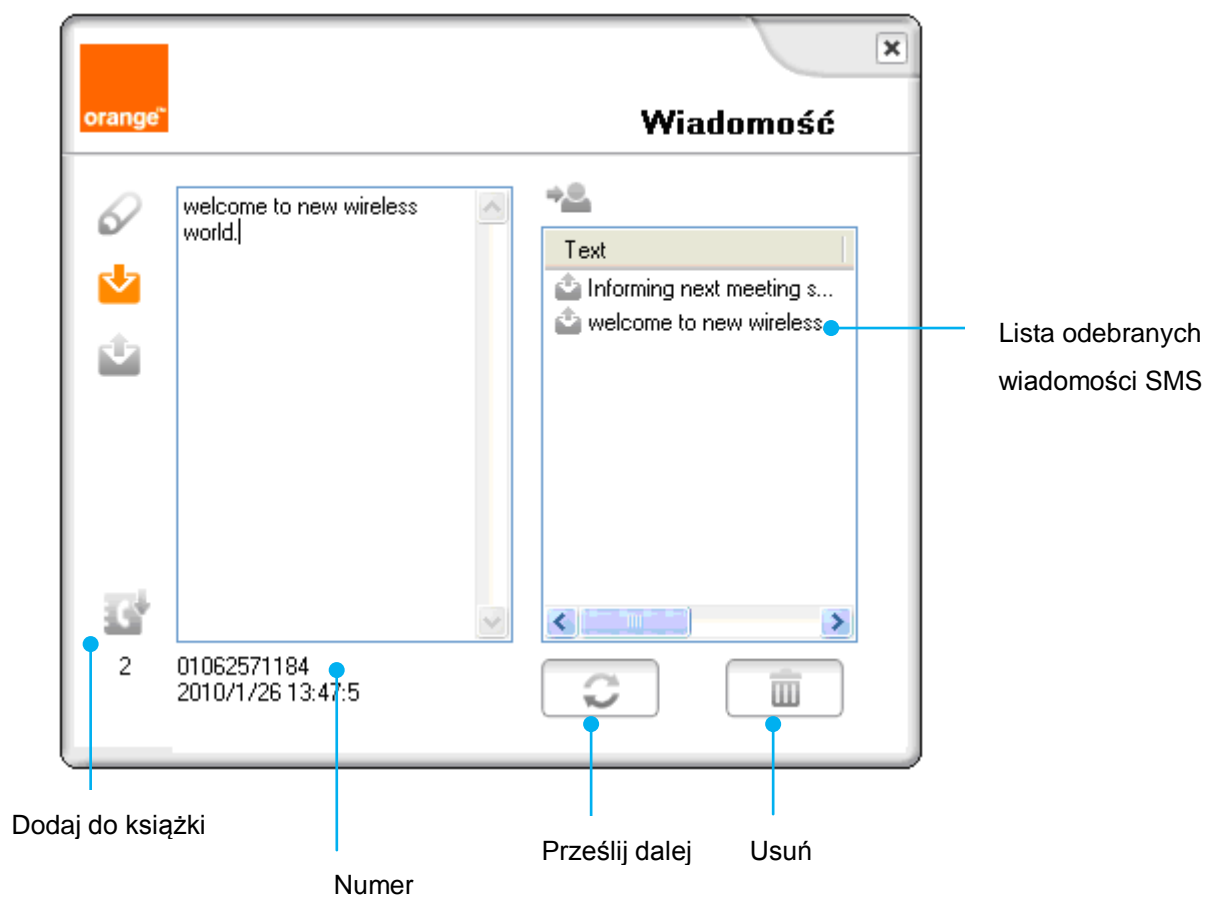 orange™
Wiadomość
welcome to new wireless
world.
Text
Informing next meeting s...
welcome to new wireless
Lista odebranych
wiadomości SMS
2
01062571184
2010/1/26 13:47:5
Dodaj do książki
Prześlij dalej
Usuń
Numer